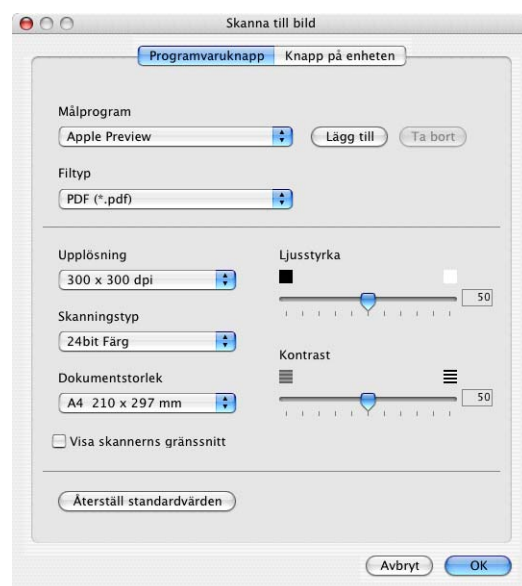 Skanna till bild
Programvaruknapp Knapp på enheten
Målprogram
Apple Preview Lägg till Ta bort
Filtyp
PDF (*.pdf)
Upplösning
300 x 300 dpi
Skanningstyp
24bit Färg
Dokumentstorlek
A4 210 x 297 mm
Visa skannerns gränssnitt
Ljusstyrka
50
Kontrast
50
Återställ standardvärden
Avbryt OK